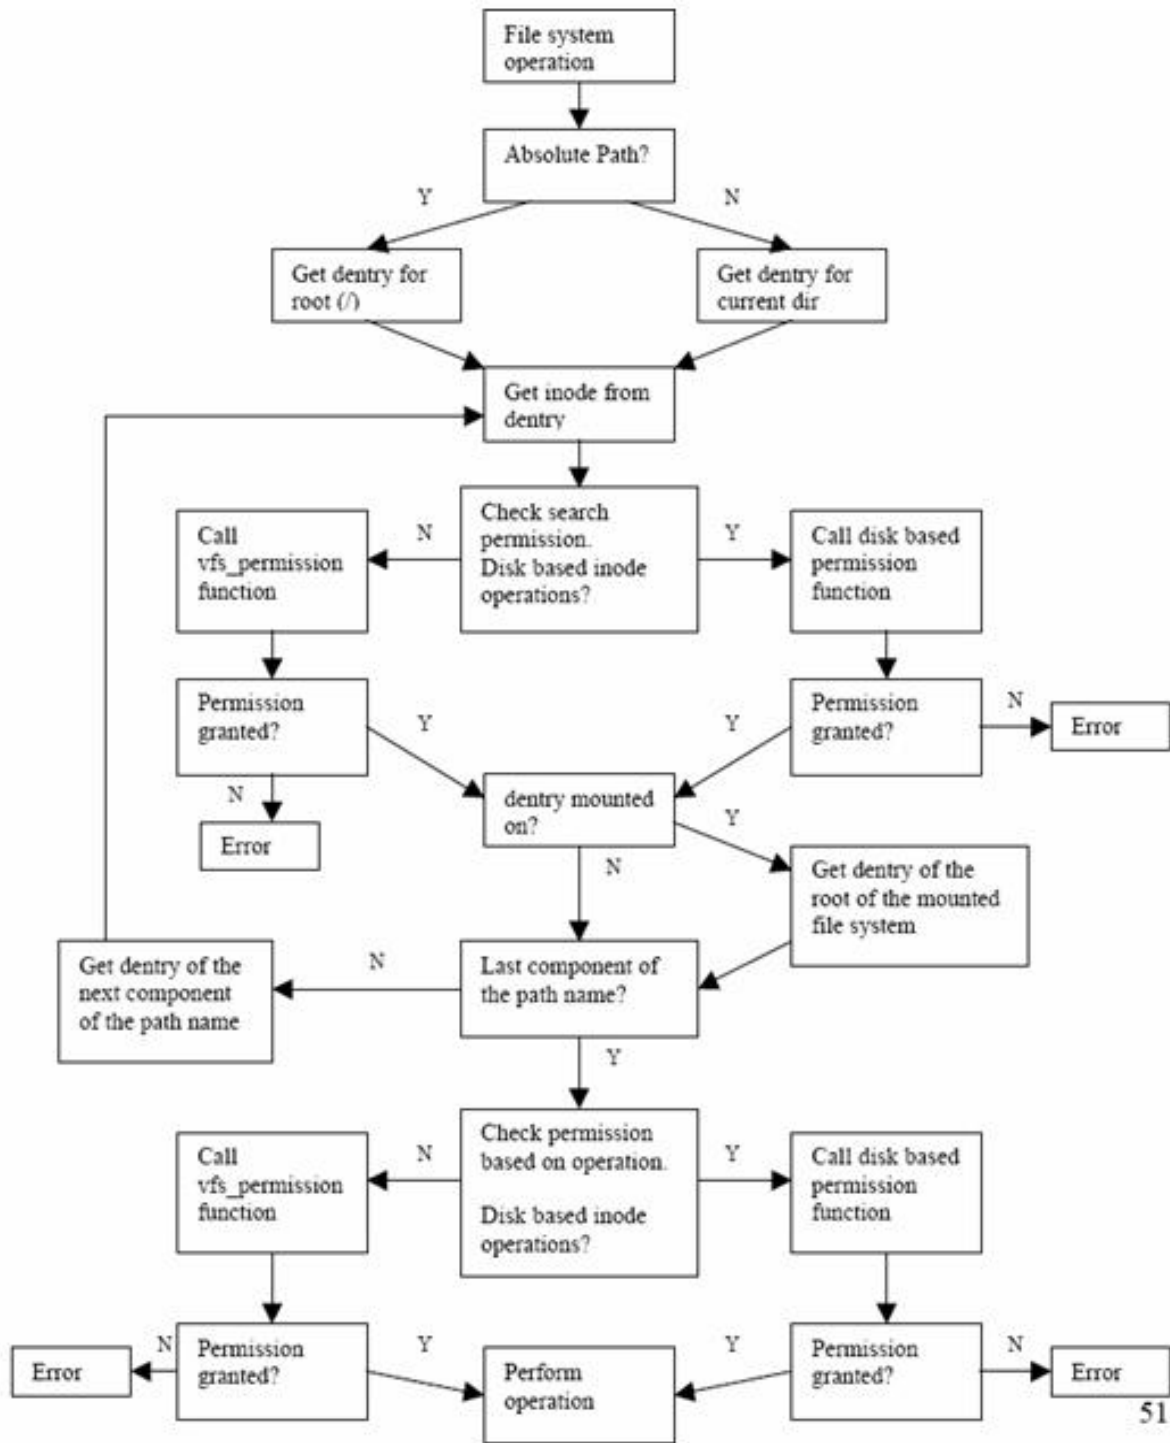 File system
operation
Absolute Path?
Y
N
Get dentry for
root (/)
Get dentry for
current dir
Get inode from
dentry
Call
vfs_permission
function
N
Check search
permission.
Disk based inode
operations?
Y
Call disk based
permission
function
Permission
granted?
Y
Y
Permission
granted?
N
Error
N
Error
dentry mounted
on?
Y
N
Get dentry of the
root of the mounted
file system
Get dentry of the
next component
of the path name
N
Last component of
the path name?
Y
Call
vfs_permission
function
N
Check permission
based on operation.
Disk based inode
operations?
Y
Call disk based
permission
function
Error
N
Permission
granted?
Y
Perform
operation
Y
Permission
granted?
N
Error
51